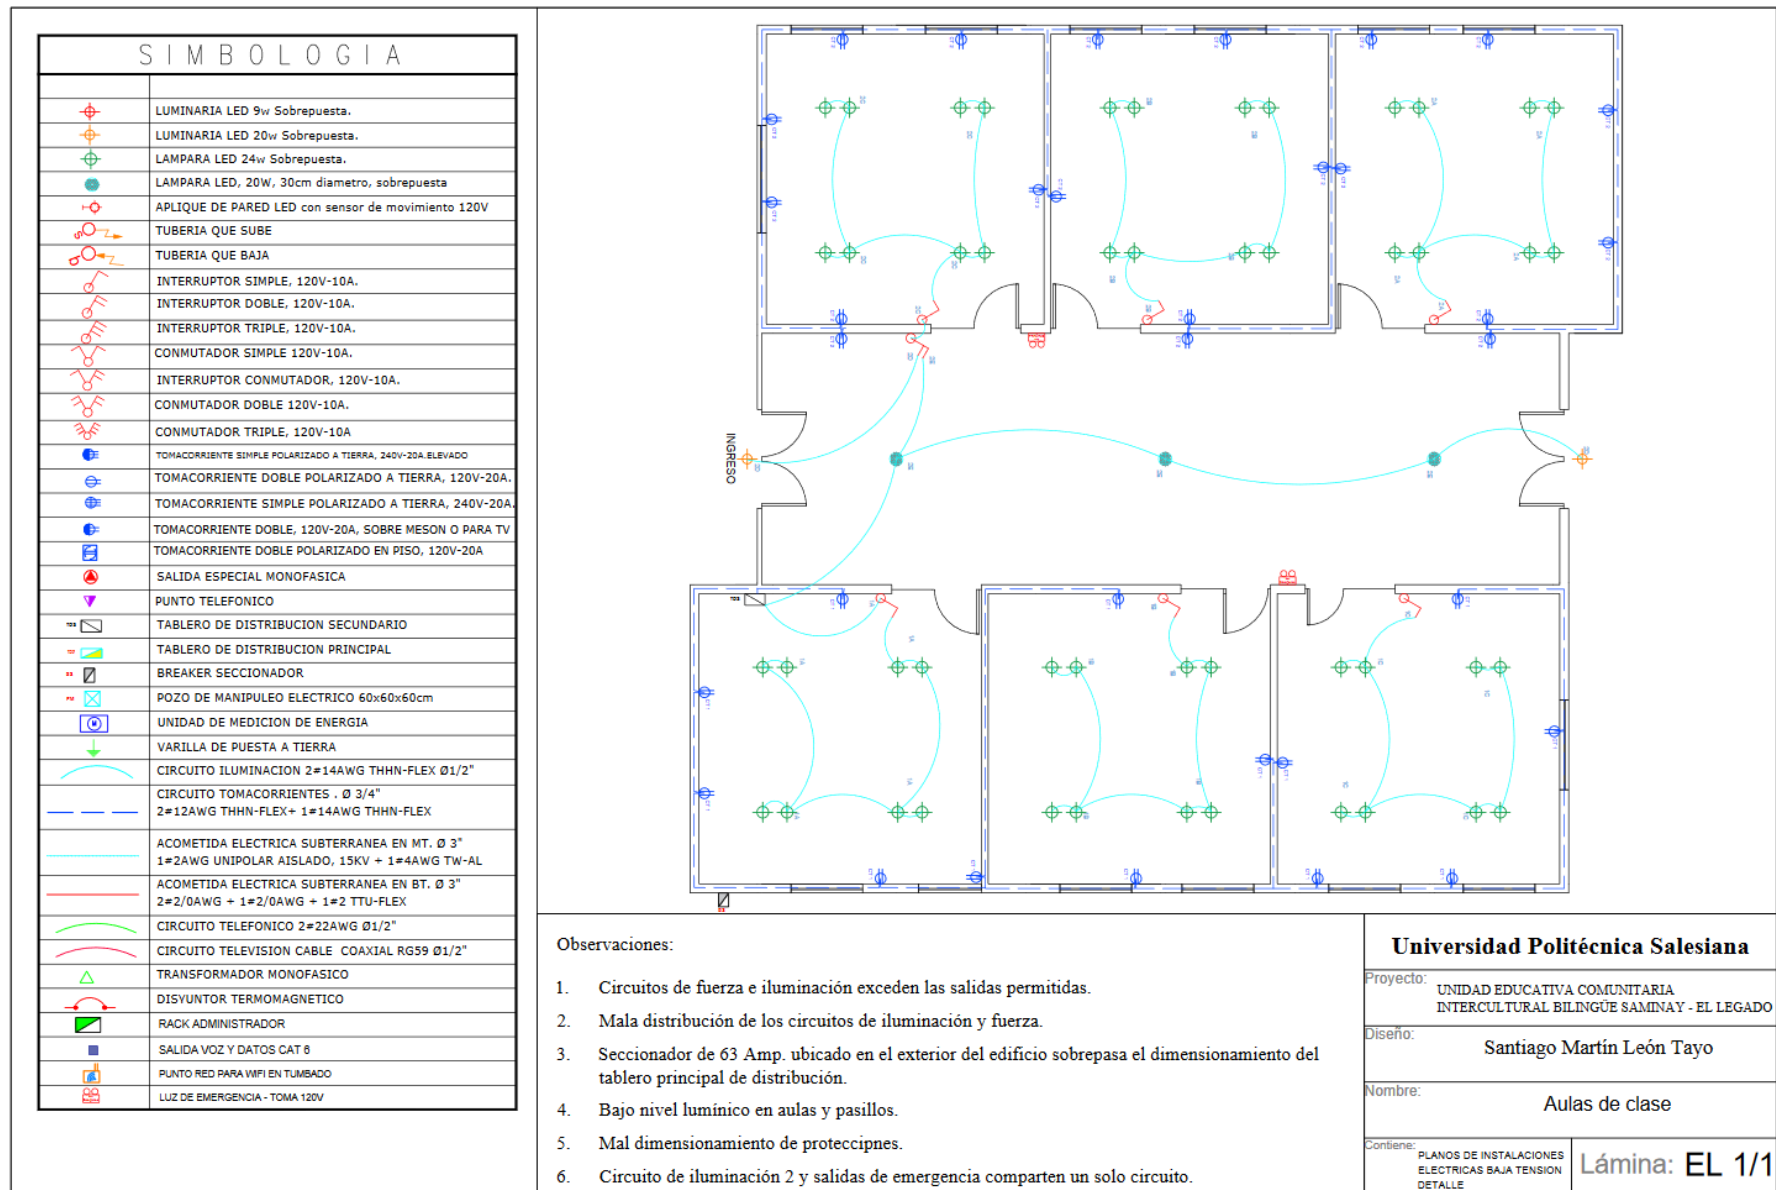 SIMBOLOGIA
LUMINARIA LED 9w Sobrepuesta.
LUMINARIA LED 20w Sobrepuesta.
LAMPARA LED 24w Sobrepuesta.
LAMPARA LED, 20W, 30cm diametro, sobrepuesta
APLIQUE DE PARED LED con sensor de movimiento 120V
TUBERIA QUE SUBE
TUBERIA QUE BAJA
INTERRUPTOR SIMPLE, 120V-10A.
INTERRUPTOR DOBLE, 120V-10A.
INTERRUPTOR TRIPLE, 120V-10A.
CONMUTADOR SIMPLE 120V-10A.
INTERRUPTOR CONMUTADOR, 120V-10A.
CONMUTADOR DOBLE 120V-10A.
CONMUTADOR TRIPLE, 120V-10A
TOMACORRIENTE SIMPLE POLARIZADO A TIERRA, 240V-20A.ELEVADO
TOMACORRIENTE DOBLE POLARIZADO A TIERRA, 120V-20A.
TOMACORRIENTE SIMPLE POLARIZADO A TIERRA, 240V-20A.
TOMACORRIENTE DOBLE, 120V-20A, SOBRE MESON O PARA TV
TOMACORRIENTE DOBLE POLARIZADO EN PISO, 120V-20A
SALIDA ESPECIAL MONOFASICA
PUNTO TELEFONICO
TDS TABLERO DE DISTRIBUCION SECUNDARIO
TABLERO DE DISTRIBUCION PRINCIPAL
BREAKER SECCIONADOR
POZO DE MANIPULEO ELECTRICO 60x60x60cm
M UNIDAD DE MEDICION DE ENERGIA
VARILLA DE PUESTA A TIERRA
CIRCUITO ILUMINACION 2#14AWG THHN-FLEX Ø1/2"
CIRCUITO TOMACORRIENTES . Ø 3/4"
2#12AWG THHN-FLEX+ 1#14AWG THHN-FLEX
ACOMETIDA ELECTRICA SUBTERRANEA EN MT. Ø 3"
1#2AWG UNIPOLAR AISLADO, 15KV + 1#4AWG TW-AL
ACOMETIDA ELECTRICA SUBTERRANEA EN BT. Ø 3"
2#2/0AWG + 1#2/0AWG + 1#2 TTU-FLEX
CIRCUITO TELEFONICO 2#22AWG Ø1/2"
CIRCUITO TELEVISION CABLE COAXIAL RG59 Ø1/2"
TRANSFORMADOR MONOFASICO
DISYUNTOR TERMOMAGNETICO
RACK ADMINISTRADOR
SALIDA VOZ Y DATOS CAT 6
PUNTO RED PARA WIFI EN TUMBADO
LUZ DE EMERGENCIA - TOMA 120V
INGRESO
TDS
Observaciones:
1. Circuitos de fuerza e iluminación exceden las salidas permitidas.
2. Mala distribución de los circuitos de iluminación y fuerza.
3. Seccionador de 63 Amp. ubicado en el exterior del edificio sobrepasa el dimensionamiento del
tablero principal de distribución.
4. Bajo nivel lumínico en aulas y pasillos.
5. Mal dimensionamiento de proteccipnes.
6. Circuito de iluminación 2 y salidas de emergencia comparten un solo circuito.
Universidad Politécnica Salesiana
Proyecto:
UNIDAD EDUCATIVA COMUNITARIA
INTERCULTURAL BILINGÜE SAMINAY - EL LEGADO
Diseño:
Santiago Martín León Tayo
Nombre:
Aulas de clase
Contiene:
PLANOS DE INSTALACIONES
ELECTRICAS BAJA TENSION
DETALLE
Lámina: EL 1/1